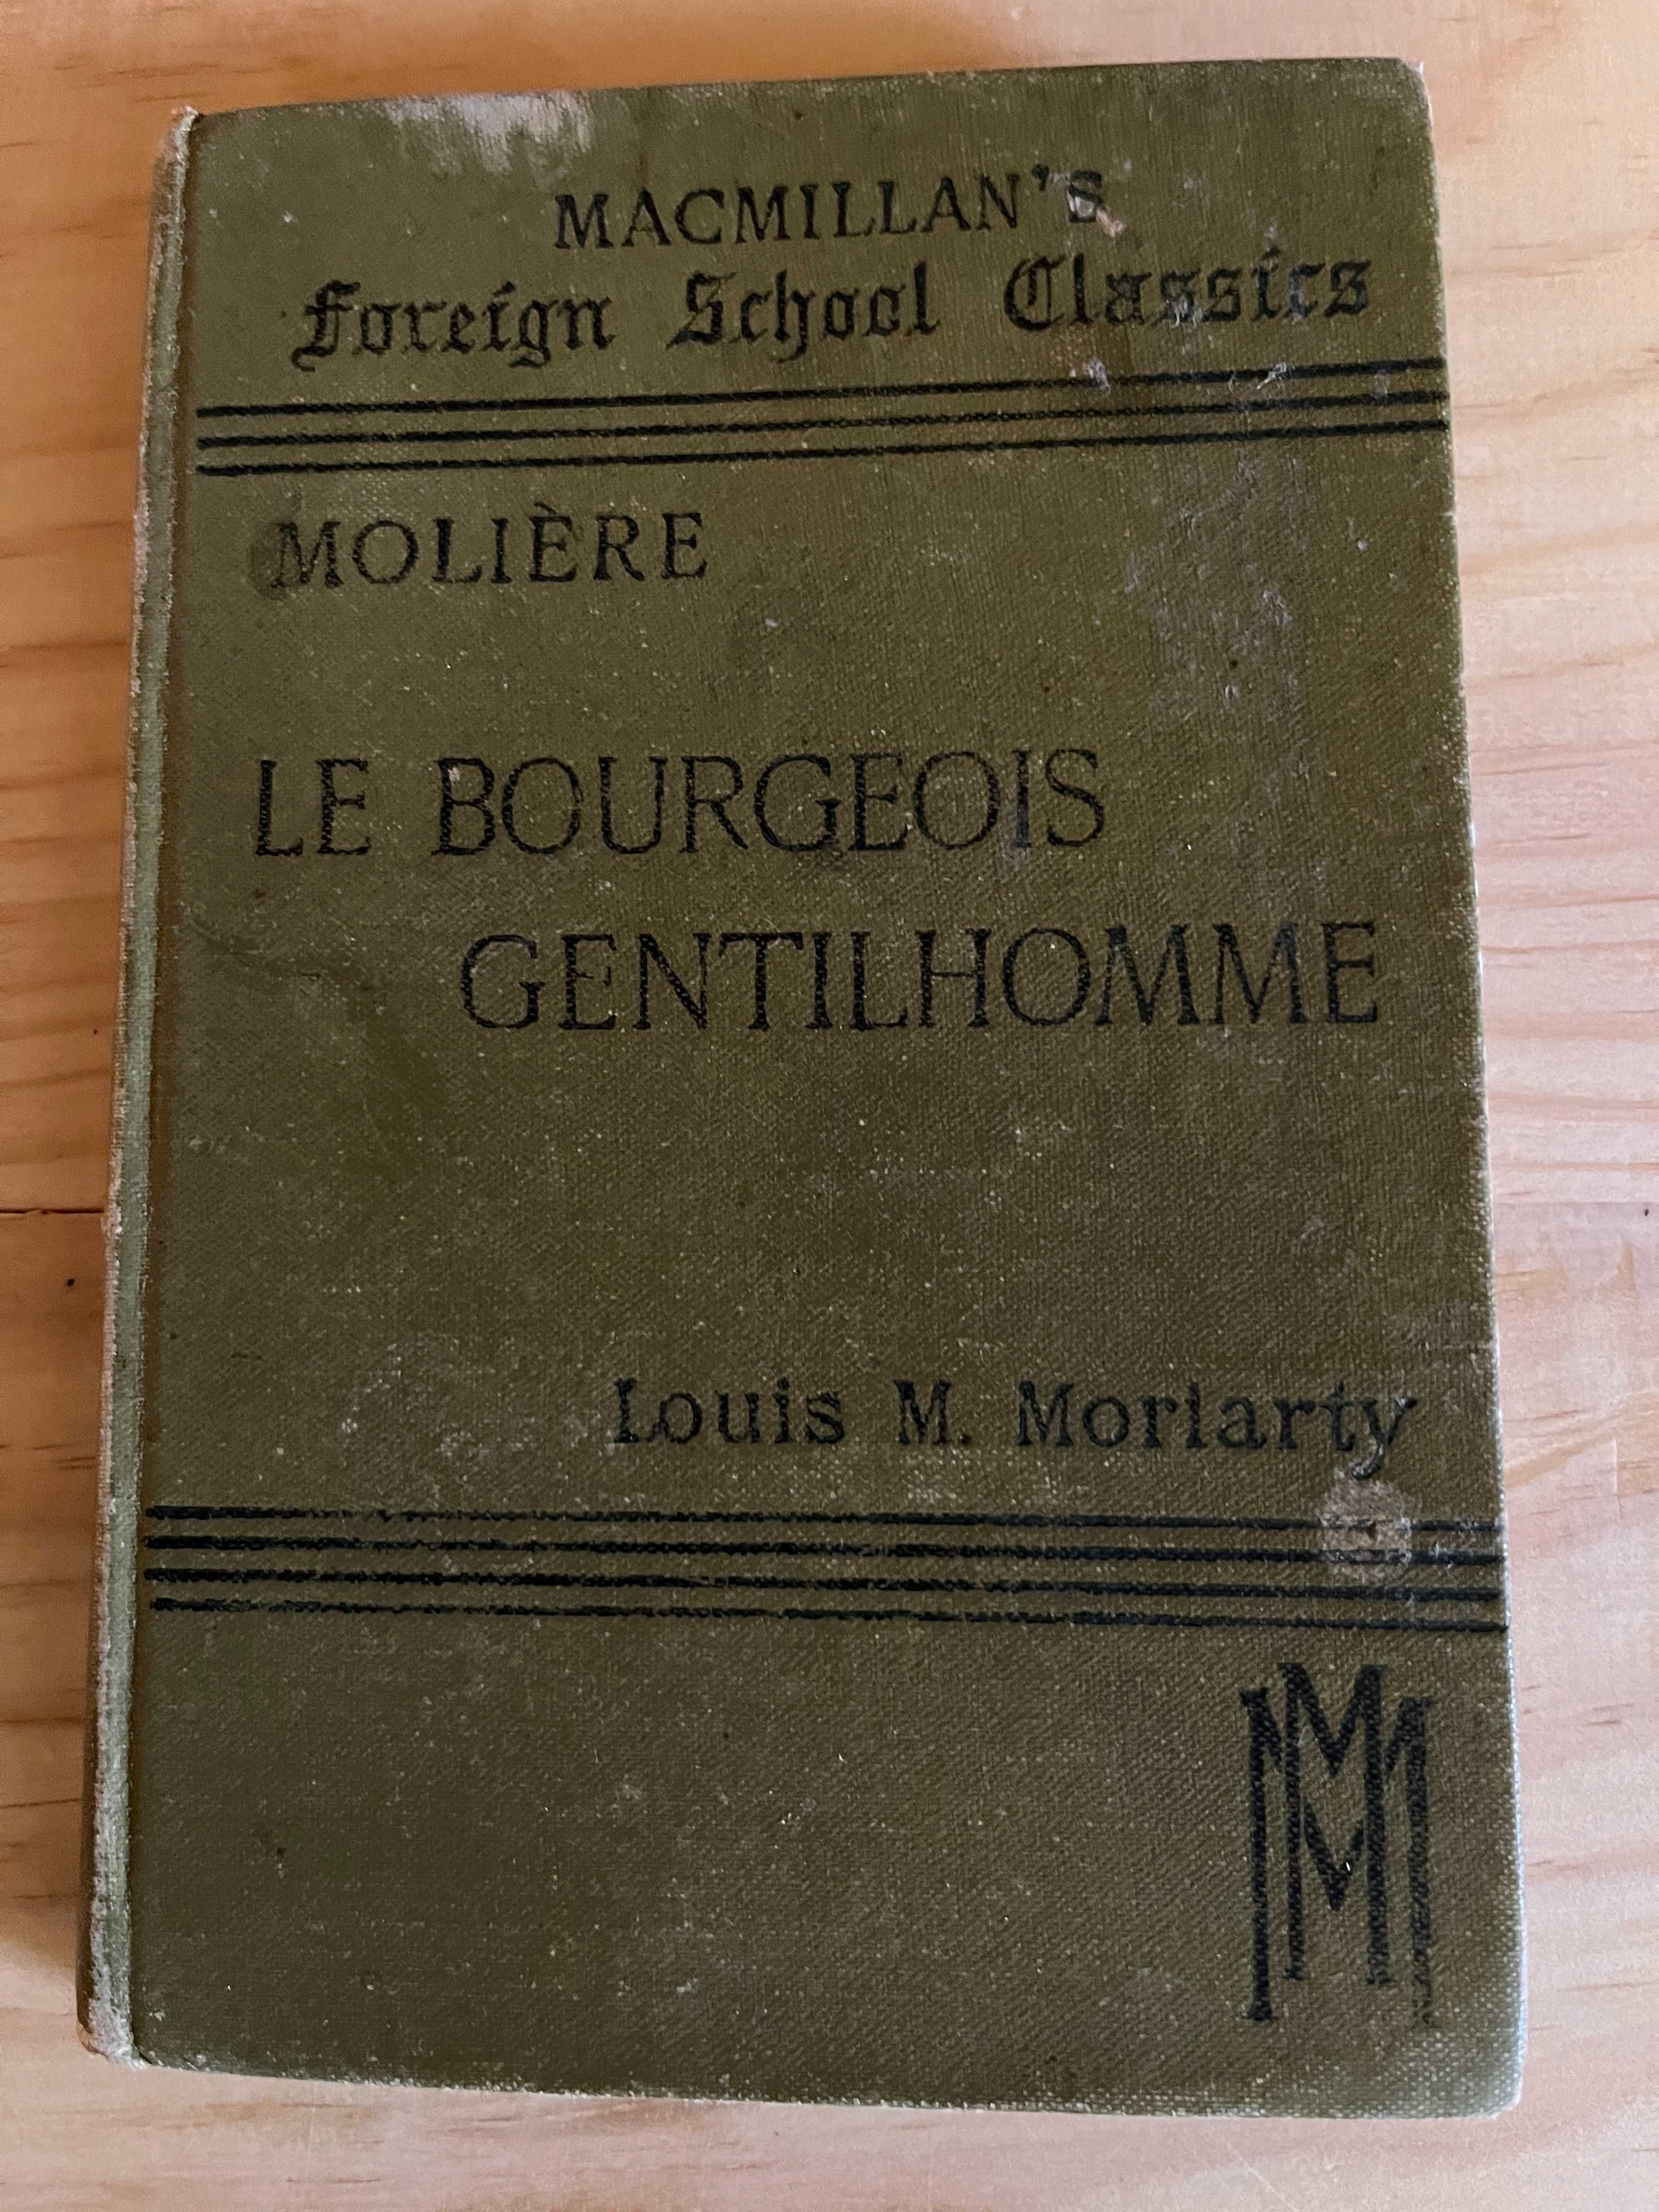 MACMILLAN'S
Foreign School Classics
MOLIÈRE
LE BOURGEOIS
GENTILHOMME
Louis M. Moriarty
MM